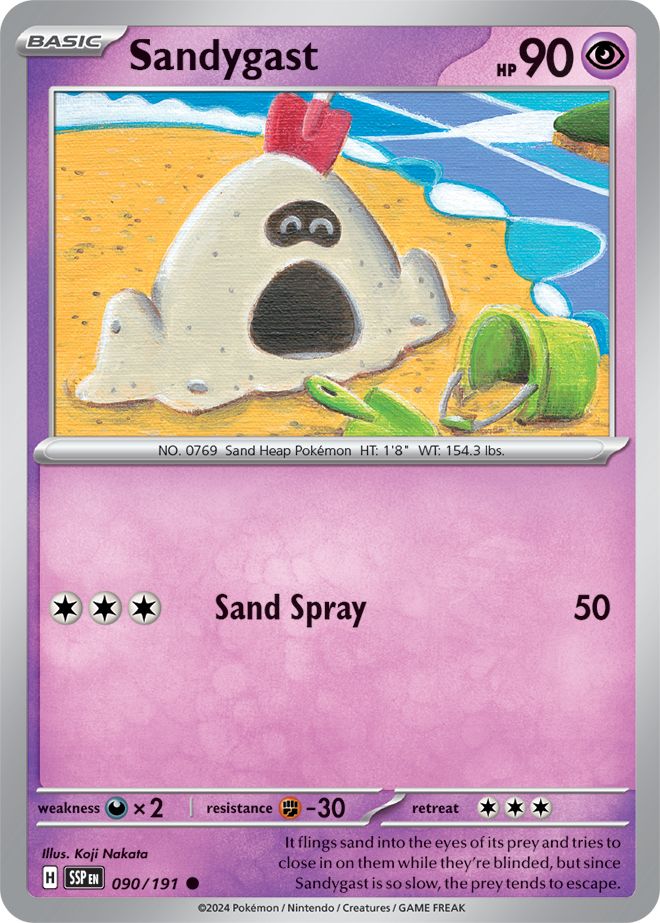 BASIC
Sandygast
HP 90
NO. 0769 Sand Heap Pokémon HT: 1'8" WT: 154.3 lbs.
Sand Spray 50
weakness ×2 resistance -30 retreat
Illus. Koji Nakata
H SSP EN 090/191
It flings sand into the eyes of its prey and tries to
close in on them while they're blinded, but since
Sandygast is so slow, the prey tends to escape.
©2024 Pokémon / Nintendo / Creatures / GAME FREAK